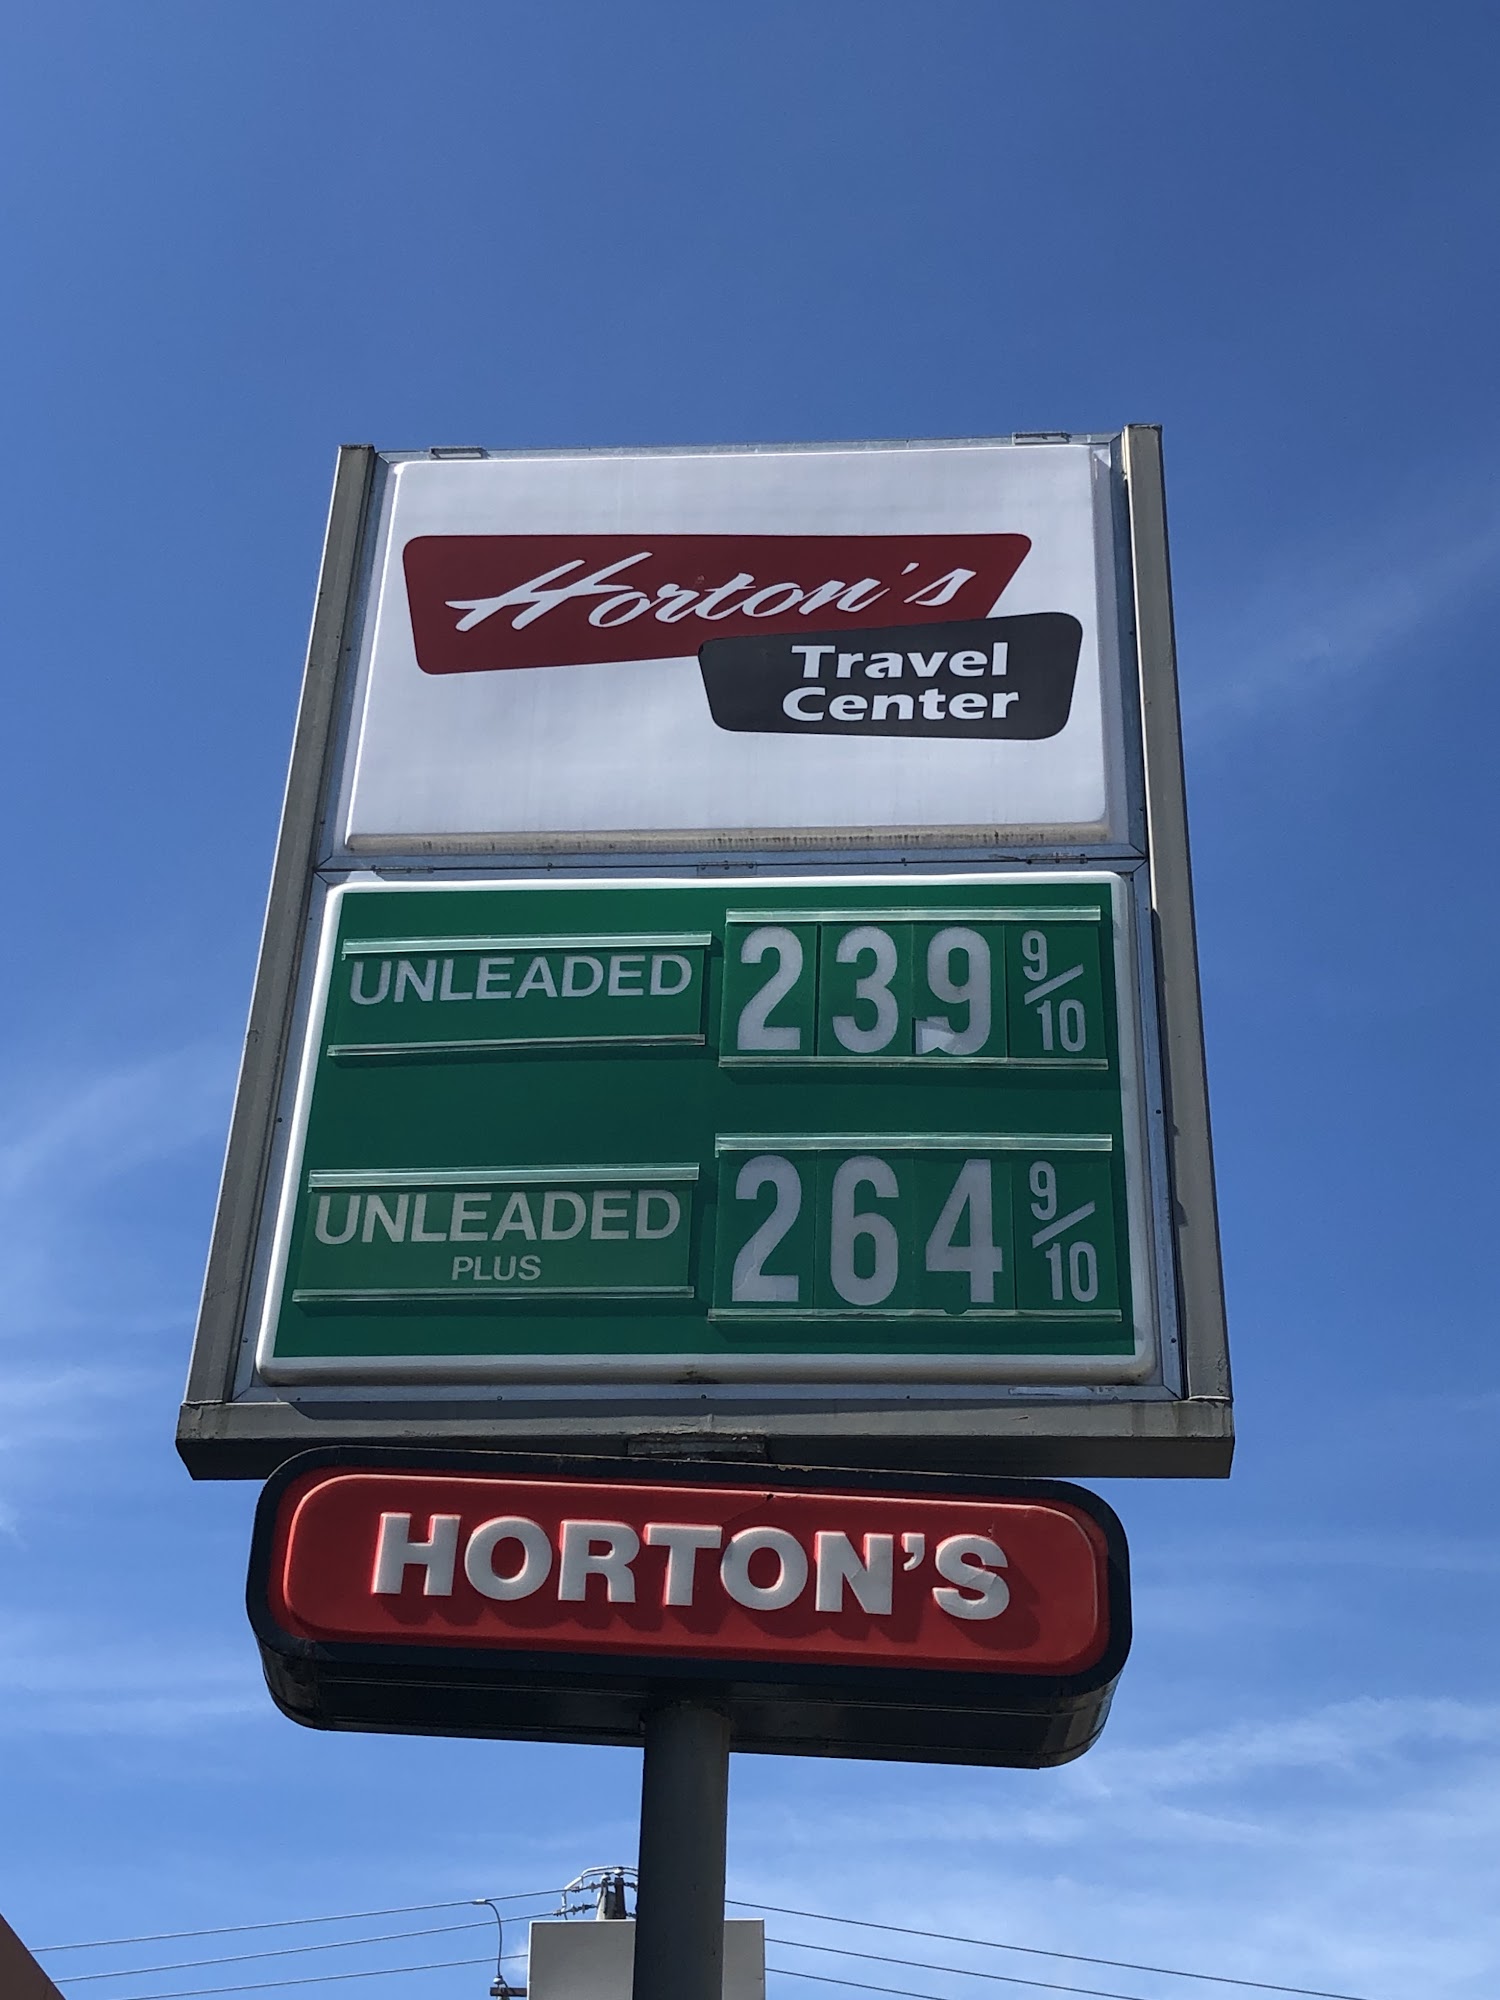 Horton's
Travel
Center
UNLEADED 239 9/10
UNLEADED 264 9/10
PLUS
HORTON'S